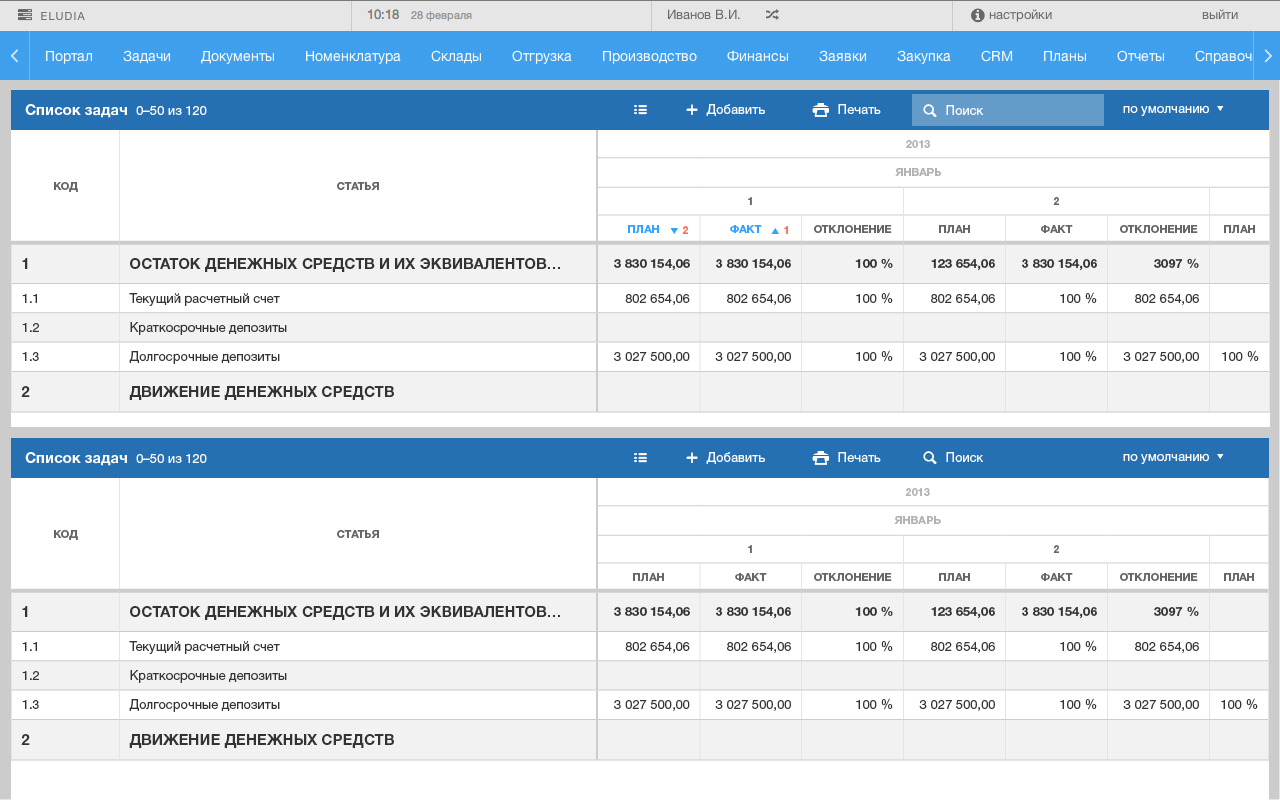 ELUDIA 10:18 28 февраля Иванов В.И. настройки выйти
Портал Задачи Документы Номенклатура Склады Отгрузка Производство Финансы Заявки Закупка CRM Планы Отчеты Справоч
Список задач 0–50 из 120 Добавить Печать Поиск по умолчанию
2013
ЯНВАРЬ
КОД СТАТЬЯ
1 2
ПЛАН 2 ФАКТ 1 ОТКЛОНЕНИЕ ПЛАН ФАКТ ОТКЛОНЕНИЕ ПЛАН
1 ОСТАТОК ДЕНЕЖНЫХ СРЕДСТВ И ИХ ЭКВИВАЛЕНТОВ… 3 830 154,06 3 830 154,06 100 % 123 654,06 3 830 154,06 3097 %
1.1 Текущий расчетный счет 802 654,06 802 654,06 100 % 802 654,06 100 % 802 654,06
1.2 Краткосрочные депозиты
1.3 Долгосрочные депозиты 3 027 500,00 3 027 500,00 100 % 3 027 500,00 100 % 3 027 500,00 100 %
2 ДВИЖЕНИЕ ДЕНЕЖНЫХ СРЕДСТВ
Список задач 0–50 из 120 Добавить Печать Поиск по умолчанию
2013
ЯНВАРЬ
КОД СТАТЬЯ
1 2
ПЛАН ФАКТ ОТКЛОНЕНИЕ ПЛАН ФАКТ ОТКЛОНЕНИЕ ПЛАН
1 ОСТАТОК ДЕНЕЖНЫХ СРЕДСТВ И ИХ ЭКВИВАЛЕНТОВ… 3 830 154,06 3 830 154,06 100 % 123 654,06 3 830 154,06 3097 %
1.1 Текущий расчетный счет 802 654,06 802 654,06 100 % 802 654,06 100 % 802 654,06
1.2 Краткосрочные депозиты
1.3 Долгосрочные депозиты 3 027 500,00 3 027 500,00 100 % 3 027 500,00 100 % 3 027 500,00 100 %
2 ДВИЖЕНИЕ ДЕНЕЖНЫХ СРЕДСТВ